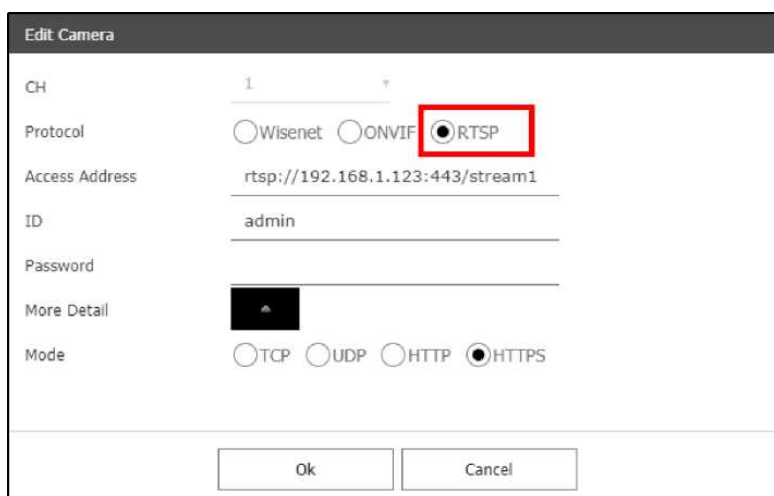 Edit Camera
CH 1
Protocol Wisenet ONVIF RTSP
Access Address rtsp://192.168.1.123:443/stream1
ID admin
Password
More Detail
Mode TCP UDP HTTP HTTPS
Ok Cancel